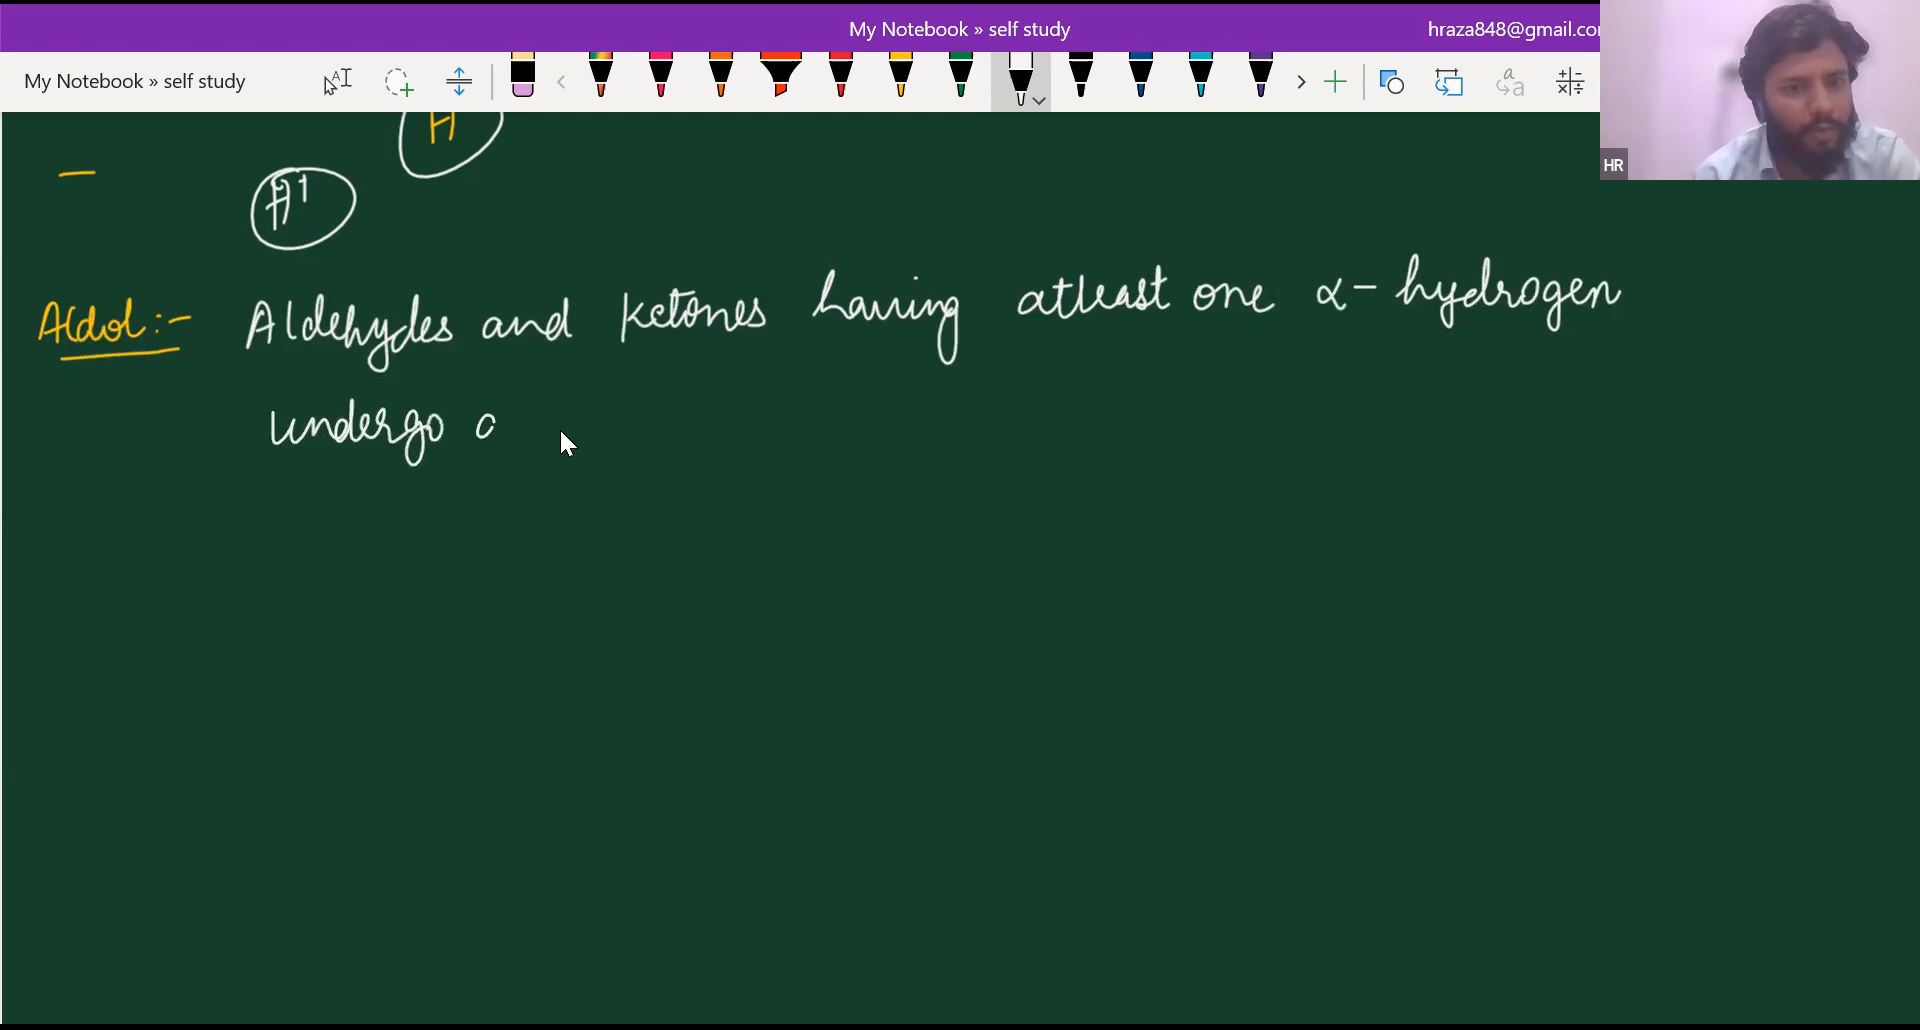 My Notebook » self study
hraza848@gmail.co
My Notebook » self study
HR
H
H
Aldol :- Aldehydes and ketones having atleast one α- hydrogen
undergo a